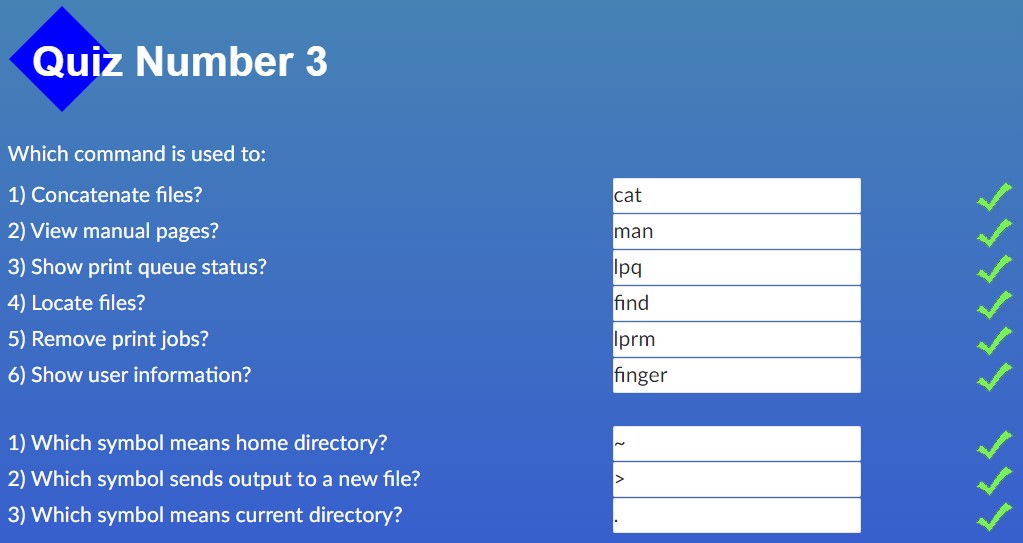 Quiz Number 3
Which command is used to:
1) Concatenate files? cat
2) View manual pages? man
3) Show print queue status? lpq
4) Locate files? find
5) Remove print jobs? lprm
6) Show user information? finger
1) Which symbol means home directory? ~
2) Which symbol sends output to a new file? >
3) Which symbol means current directory? .